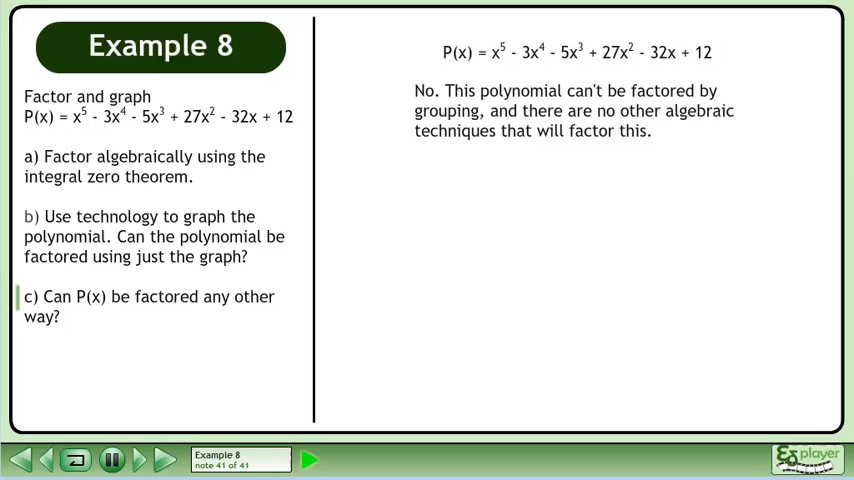 Example 8
Factor and graph
P(x) = x⁵ - 3x⁴ - 5x³ + 27x² - 32x + 12
a) Factor algebraically using the
integral zero theorem.
b) Use technology to graph the
polynomial. Can the polynomial be
factored using just the graph?
c) Can P(x) be factored any other
way?
P(x) = x⁵ - 3x⁴ - 5x³ + 27x² - 32x + 12
No. This polynomial can't be factored by
grouping, and there are no other algebraic
techniques that will factor this.
Example 8
note 41 of 41
player